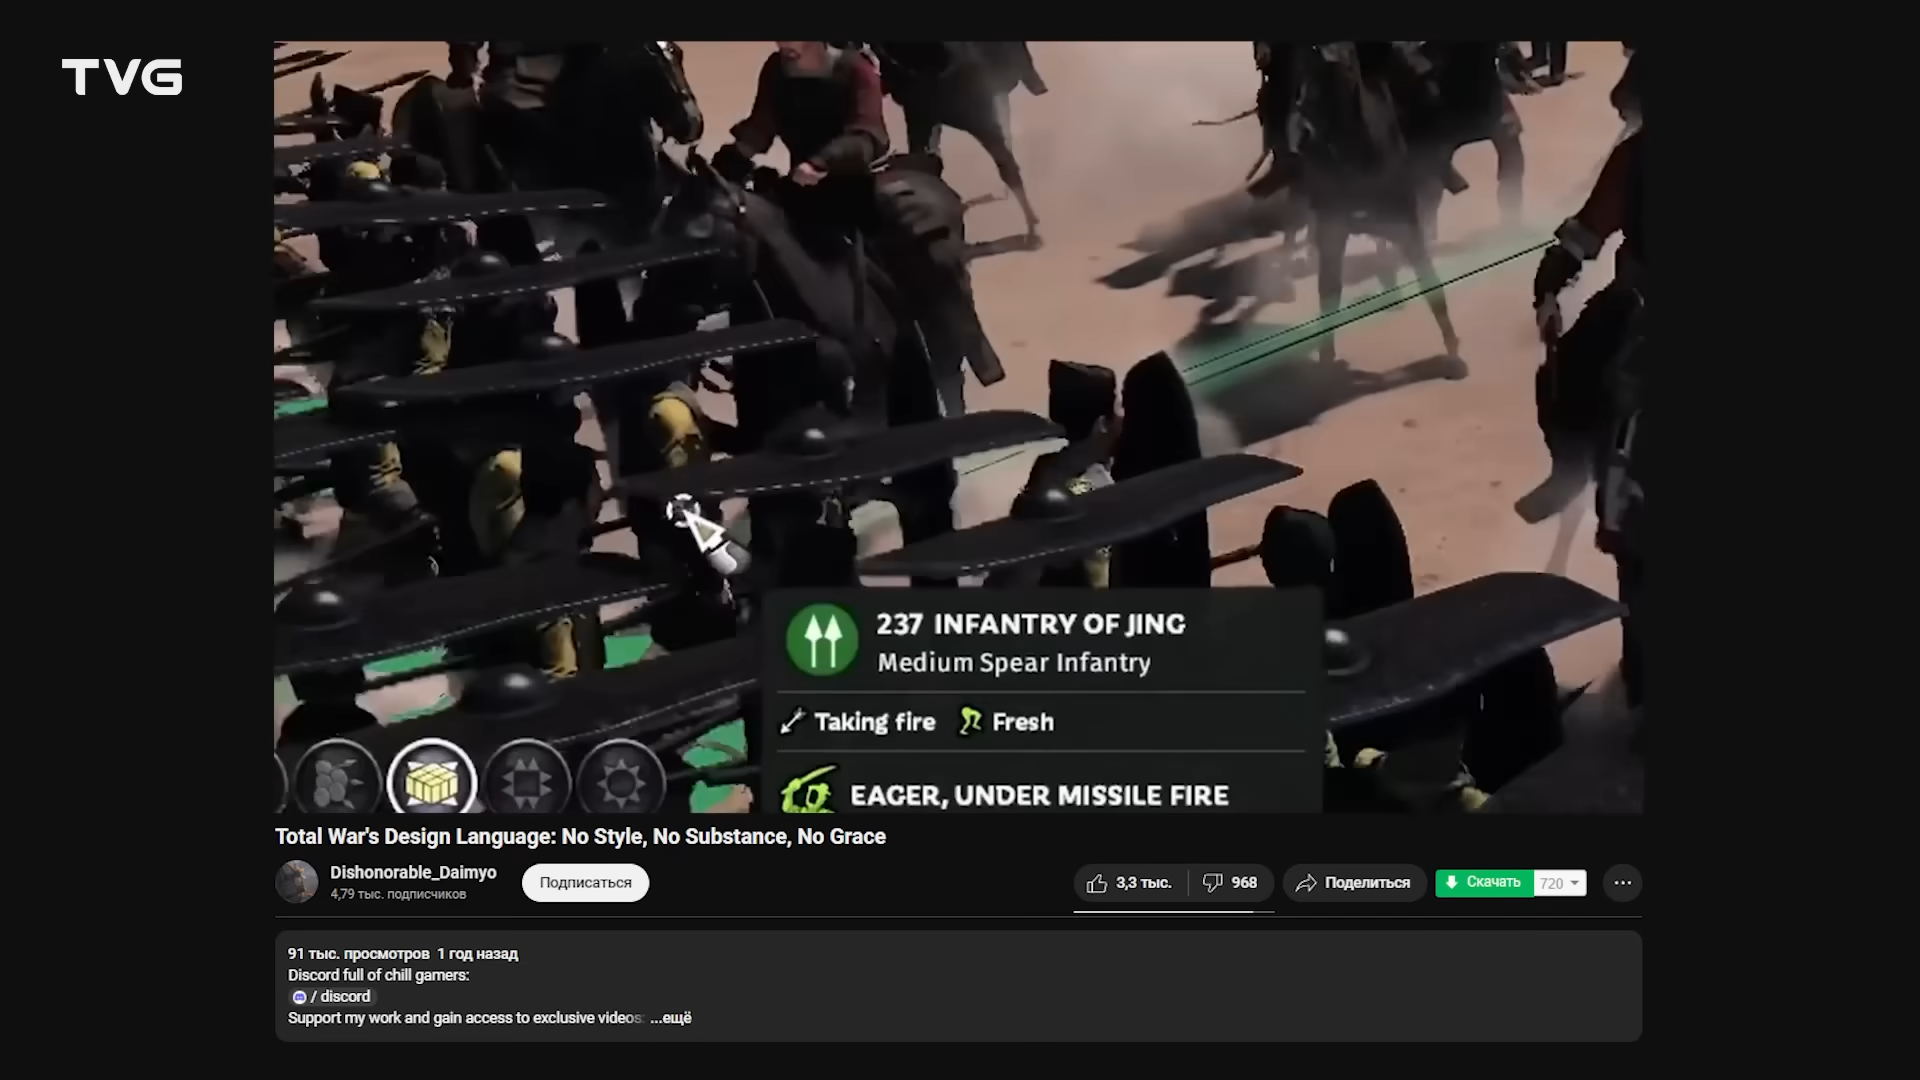 TVG
237 INFANTRY OF JING
Medium Spear Infantry
Taking fire Fresh
EAGER, UNDER MISSILE FIRE
Total War's Design Language: No Style, No Substance, No Grace
Dishonorable_Daimyo
4,79 тыс. подписчиков
Подписаться
3,3 тыс. 968 Поделиться Скачать 720
91 тыс. просмотров 1 год назад
Discord full of chill gamers:
/ discord
Support my work and gain access to exclusive videos: ...ещё